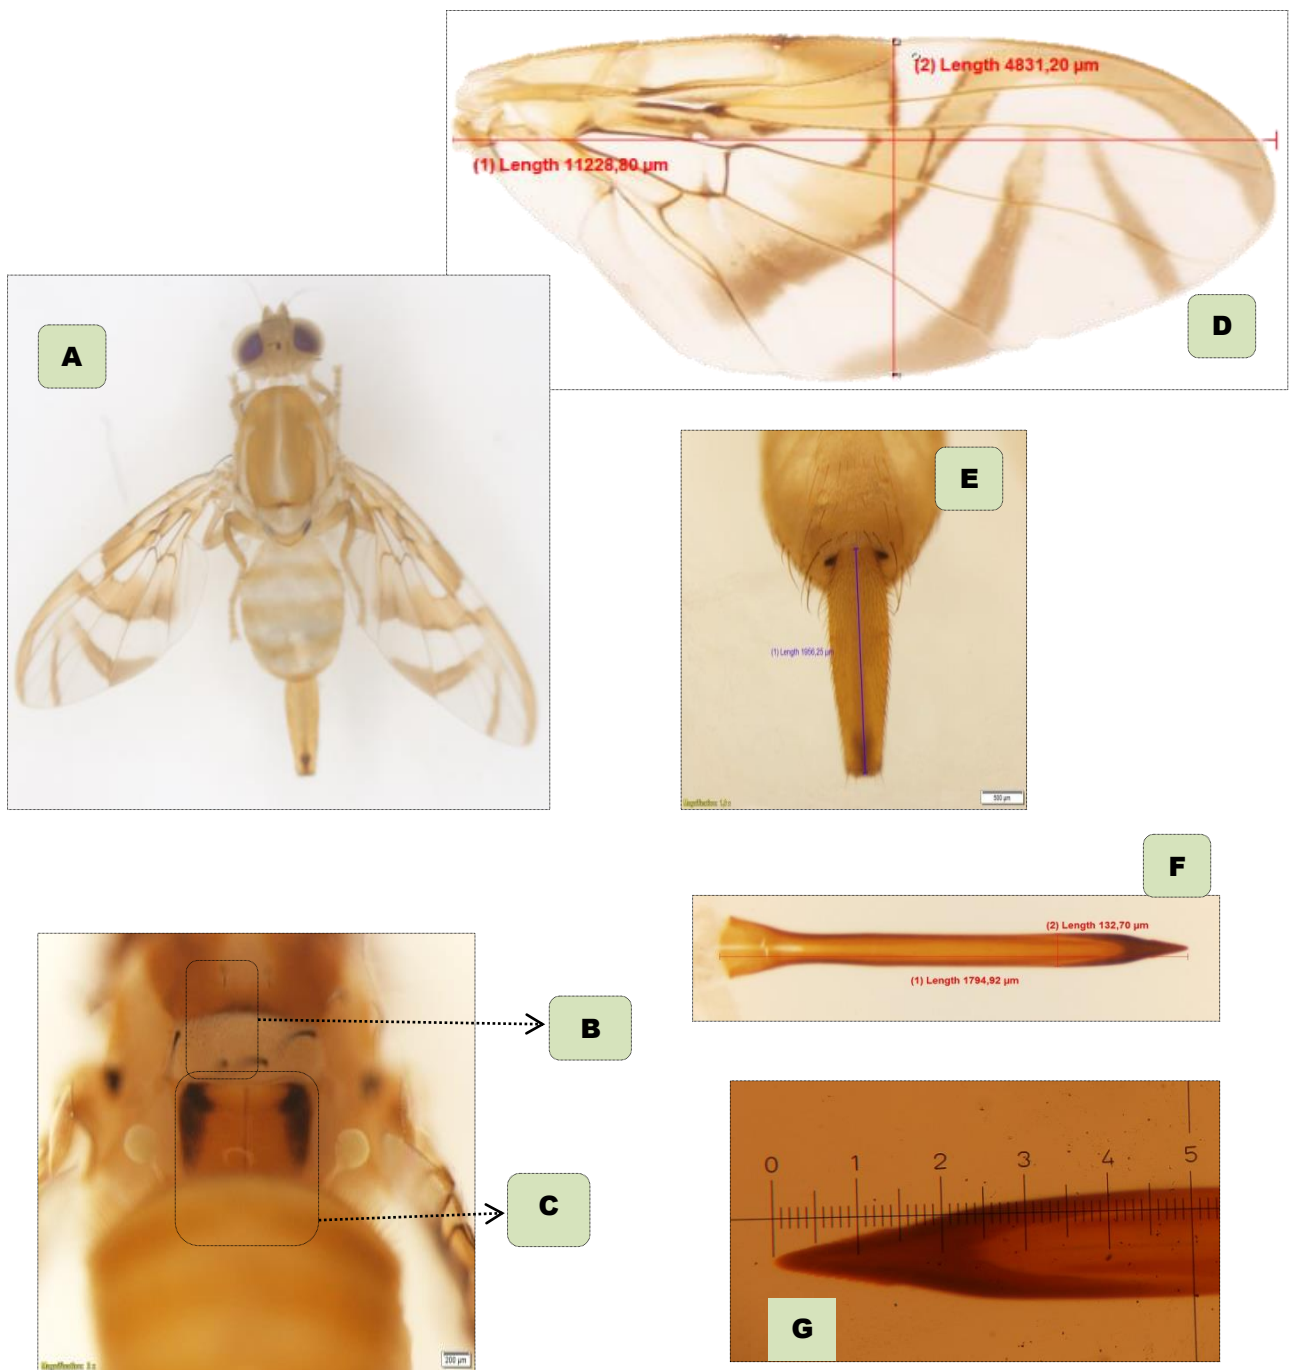 (2) Length 4831,20 µm
(1) Length 11228,80 µm
D
A
E
(1) Length 1956,25 µm
500 µm
F
(2) Length 132,70 µm
(1) Length 1794,92 µm
B
C
200 µm
0 1 2 3 4 5
G